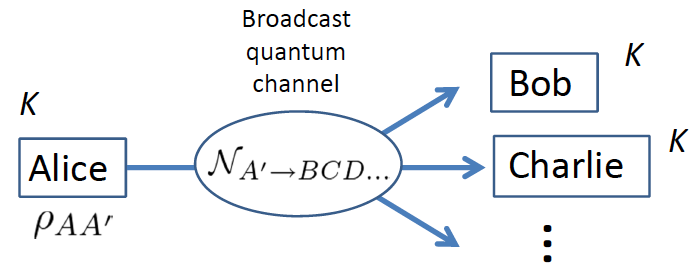 Broadcast
quantum
channel
K
Alice
ρ_{AA'}
𝒩_{A'→BCD...}
Bob
K
Charlie
K
⋮